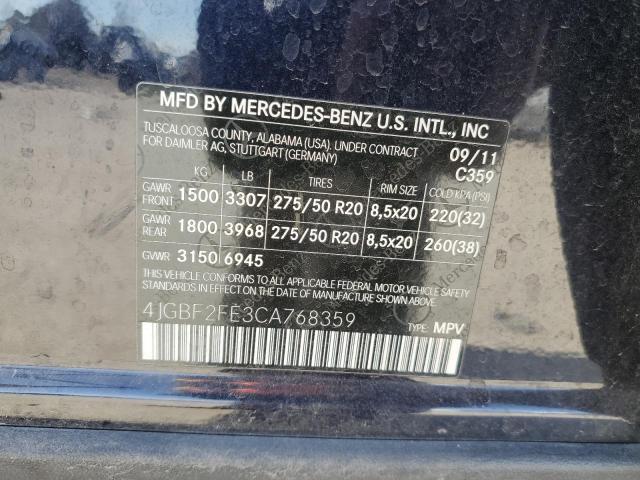 MFD BY MERCEDES-BENZ U.S. INTL., INC
TUSCALOOSA COUNTY, ALABAMA (USA), UNDER CONTRACT 09/11
FOR DAIMLER AG, STUTTGART (GERMANY) C359
KG LB TIRES RIM SIZE COLD KPA (PSI)
GAWR FRONT 1500 3307 275/50 R20 8,5x20 220(32)
GAWR REAR 1800 3968 275/50 R20 8,5x20 260(38)
GVWR 3150 6945
THIS VEHICLE CONFORMS TO ALL APPLICABLE FEDERAL MOTOR VEHICLE SAFETY
STANDARDS IN EFFECT ON THE DATE OF MANUFACTURE SHOWN ABOVE.
4JGBF2FE3CA768359 TYPE: MPV